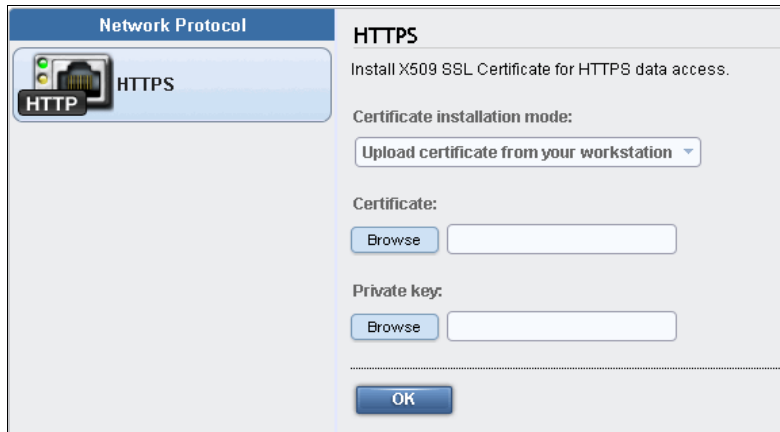 Network Protocol
HTTP
HTTPS
HTTPS
Install X509 SSL Certificate for HTTPS data access.
Certificate installation mode:
Upload certificate from your workstation
Certificate:
Browse
Private key:
Browse
OK